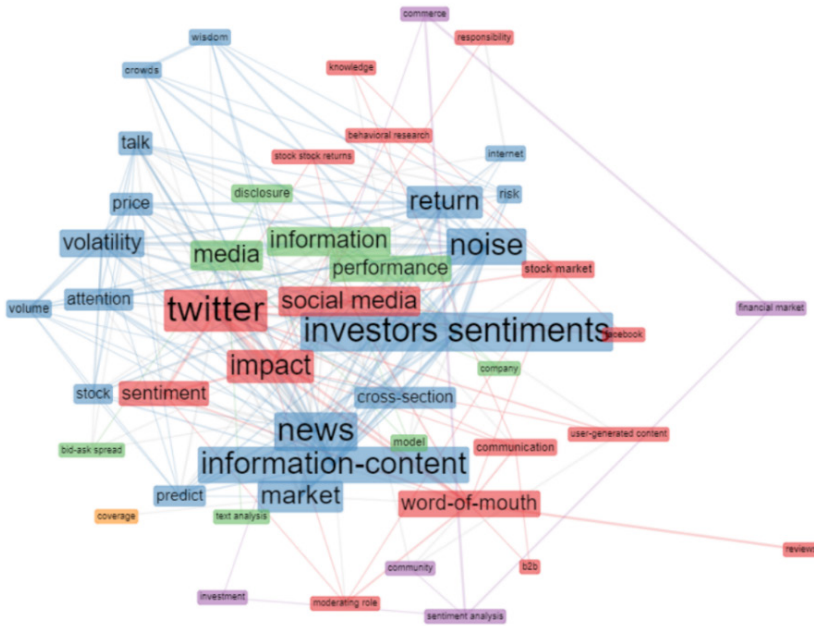 commerce
wisdom
responsibility
crowds
knowledge
behavioral research
talk
stock stock returns
internet
disclosure
risk
price
return
volatility
media
information
noise
performance
stock market
attention
volume
twitter
social media
financial market
investors sentiments
facebook
impact
company
stock
sentiment
cross-section
news
user-generated content
bid-ask spread
model
communication
information-content
predict
market
word-of-mouth
coverage
text analysis
reviews
community
b2b
investment
moderating role
sentiment analysis